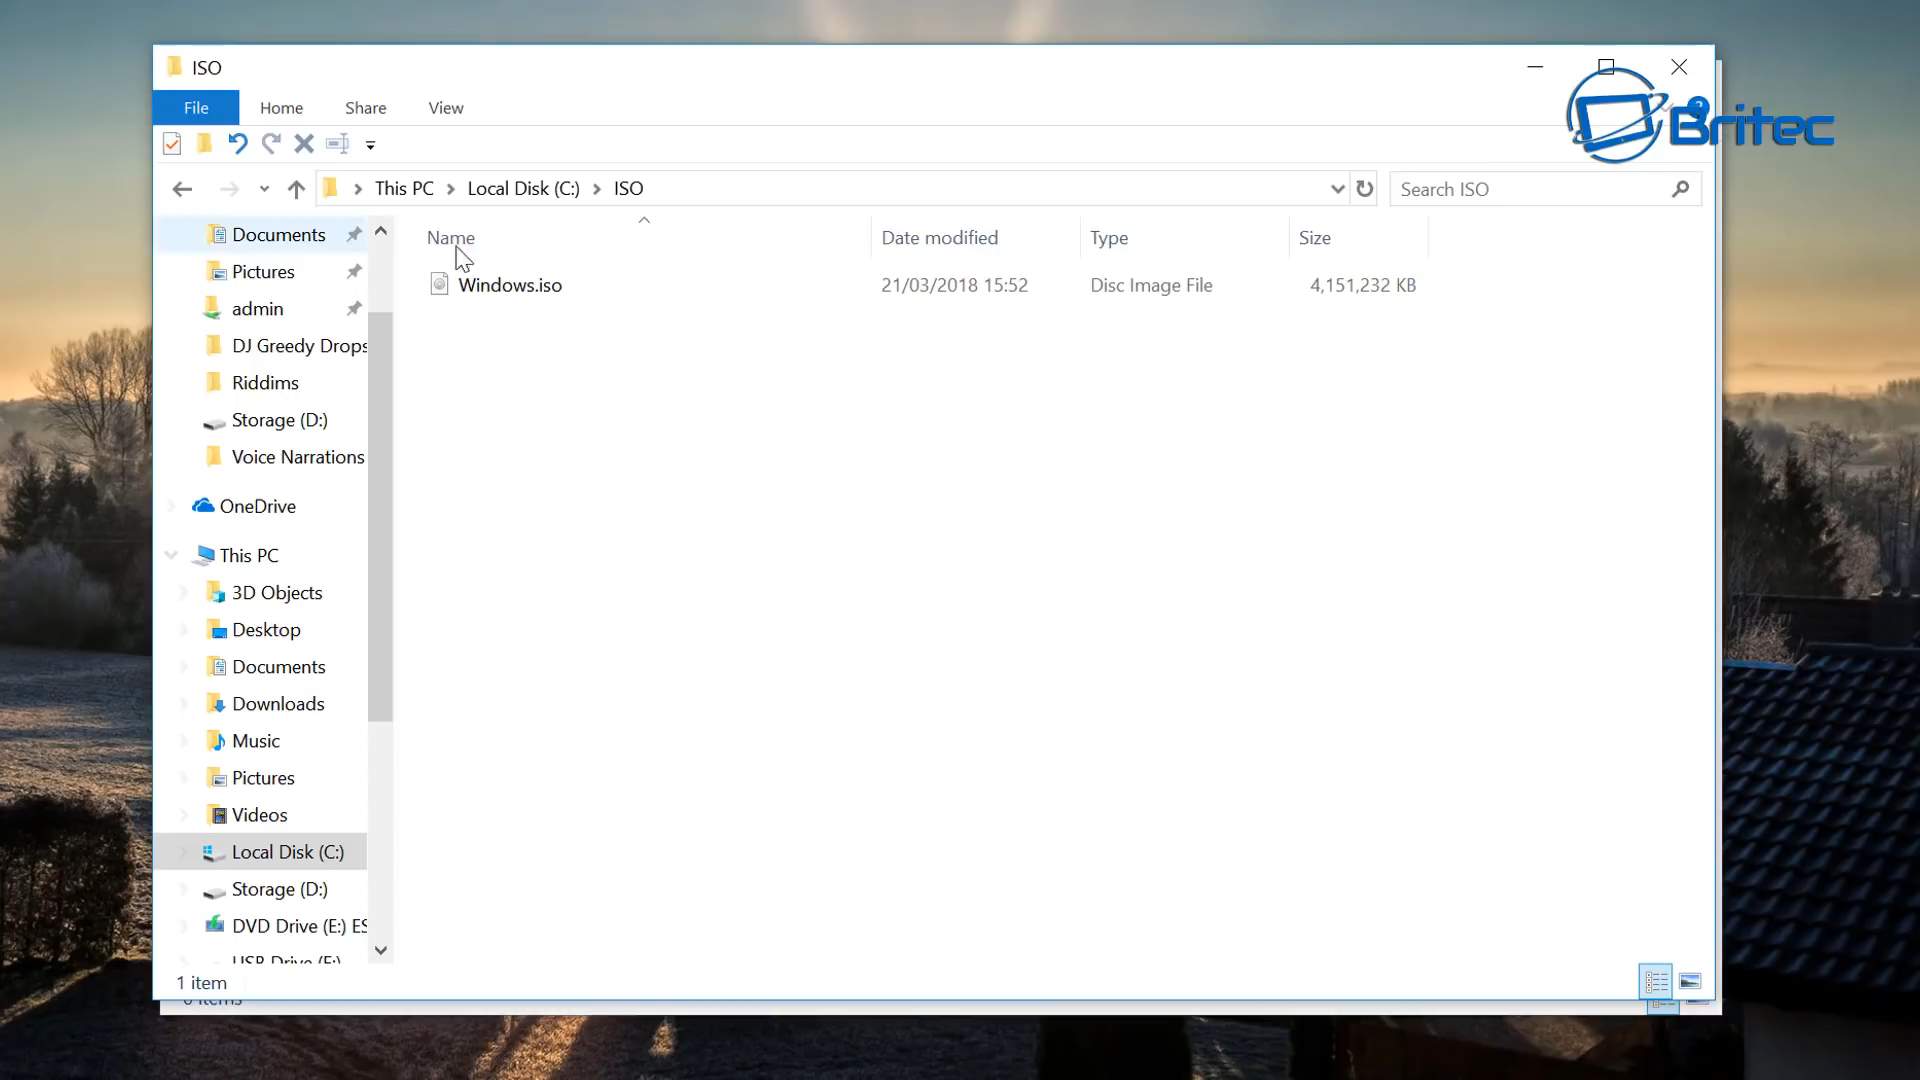 ISO
File Home Share View
Britec
This PC Local Disk (C:) ISO
Search ISO
Name Date modified Type Size
Windows.iso 21/03/2018 15:52 Disc Image File 4,151,232 KB
Documents
Pictures
admin
DJ Greedy Drops
Riddims
Storage (D:)
Voice Narrations
OneDrive
This PC
3D Objects
Desktop
Documents
Downloads
Music
Pictures
Videos
Local Disk (C:)
Storage (D:)
DVD Drive (E:) ES
USB Drive (F:)
1 item